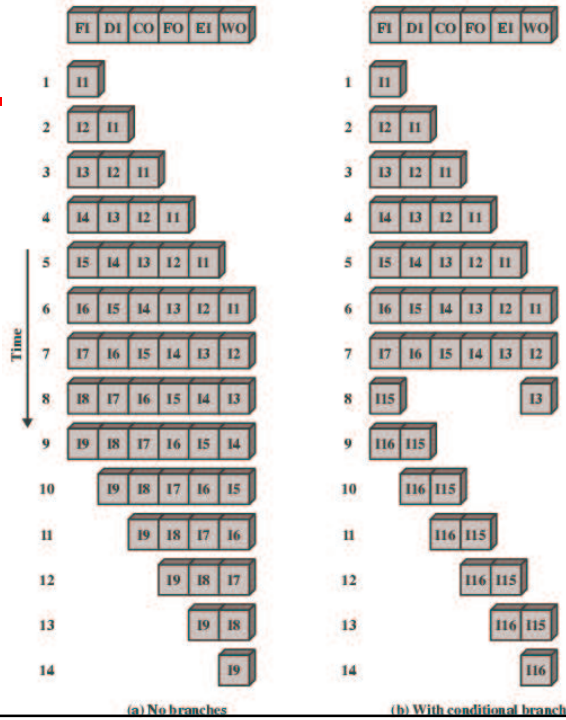 FI DI CO FO EI WO
1 I1
2 I2 I1
3 I3 I2 I1
4 I4 I3 I2 I1
5 I5 I4 I3 I2 I1
6 I6 I5 I4 I3 I2 I1
7 I7 I6 I5 I4 I3 I2
8 I8 I7 I6 I5 I4 I3
9 I9 I8 I7 I6 I5 I4
10 I9 I8 I7 I6 I5
11 I9 I8 I7 I6
12 I9 I8 I7
13 I9 I8
14 I9
Time
(a) No branches
FI DI CO FO EI WO
1 I1
2 I2 I1
3 I3 I2 I1
4 I4 I3 I2 I1
5 I5 I4 I3 I2 I1
6 I6 I5 I4 I3 I2 I1
7 I7 I6 I5 I4 I3 I2
8 I15 I3
9 I16 I15
10 I16 I15
11 I16 I15
12 I16 I15
13 I16 I15
14 I16
(b) With conditional branch